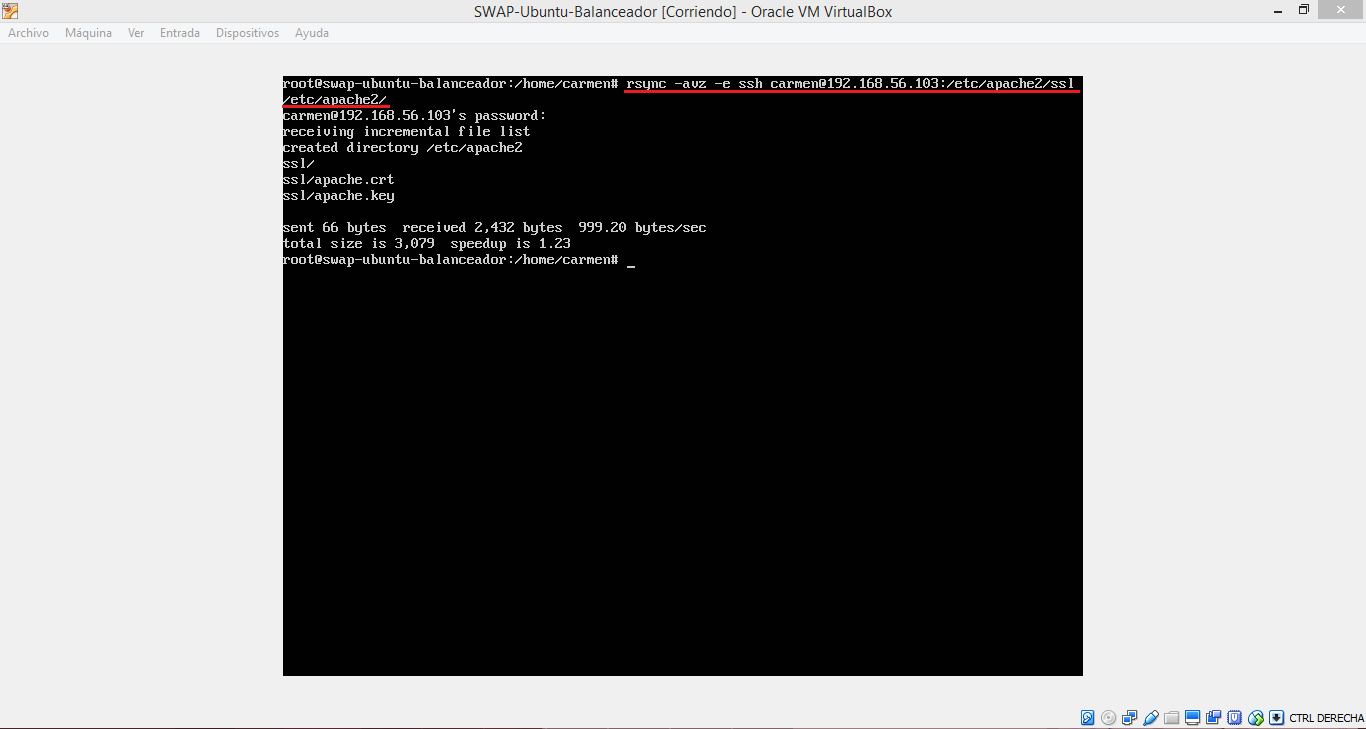 SWAP-Ubuntu-Balanceador [Corriendo] - Oracle VM VirtualBox
Archivo Máquina Ver Entrada Dispositivos Ayuda
root@swap-ubuntu-balanceador:/home/carmen# rsync -avz -e ssh carmen@192.168.56.103:/etc/apache2/ssl
/etc/apache2/
carmen@192.168.56.103's password:
receiving incremental file list
created directory /etc/apache2
ssl/
ssl/apache.crt
ssl/apache.key
sent 66 bytes  received 2,432 bytes  999.20 bytes/sec
total size is 3,079  speedup is 1.23
root@swap-ubuntu-balanceador:/home/carmen# _
CTRL DERECHA